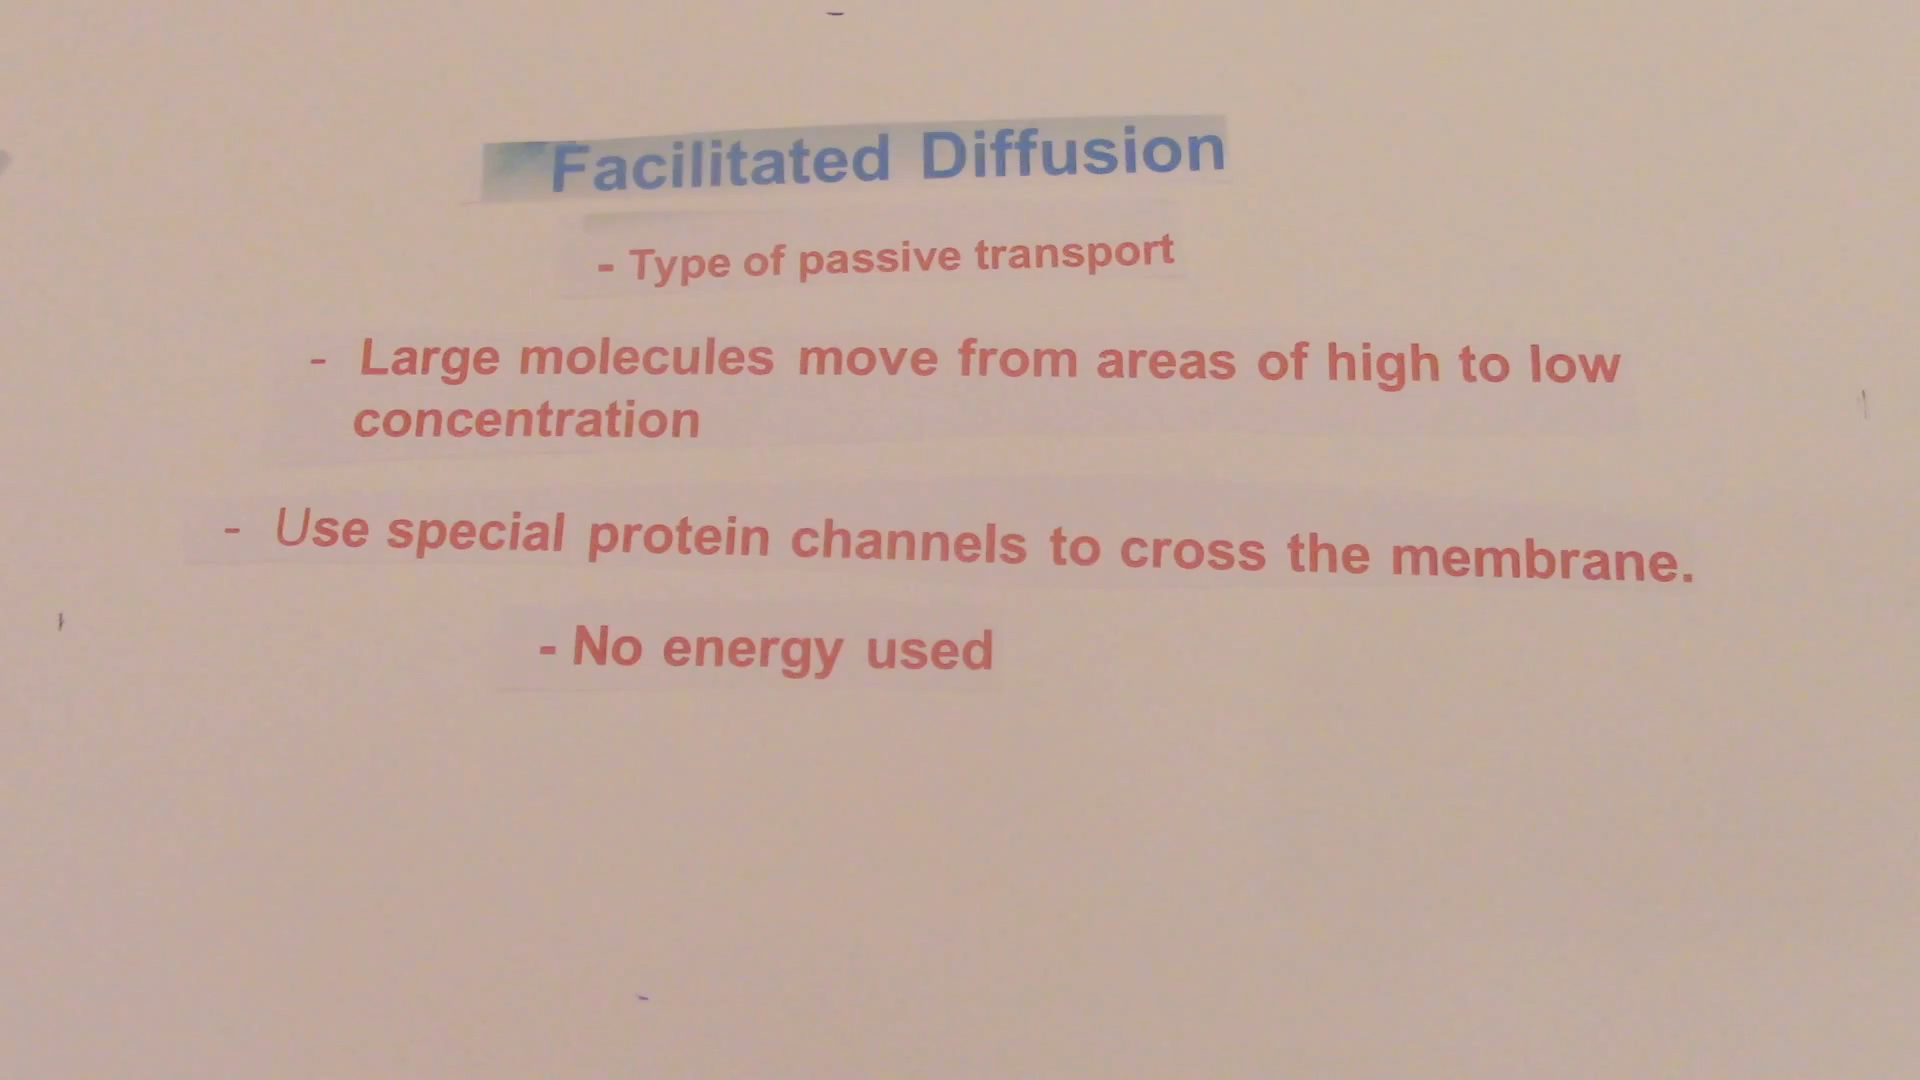 Facilitated Diffusion
- Type of passive transport
- Large molecules move from areas of high to low
concentration
- Use special protein channels to cross the membrane.
- No energy used